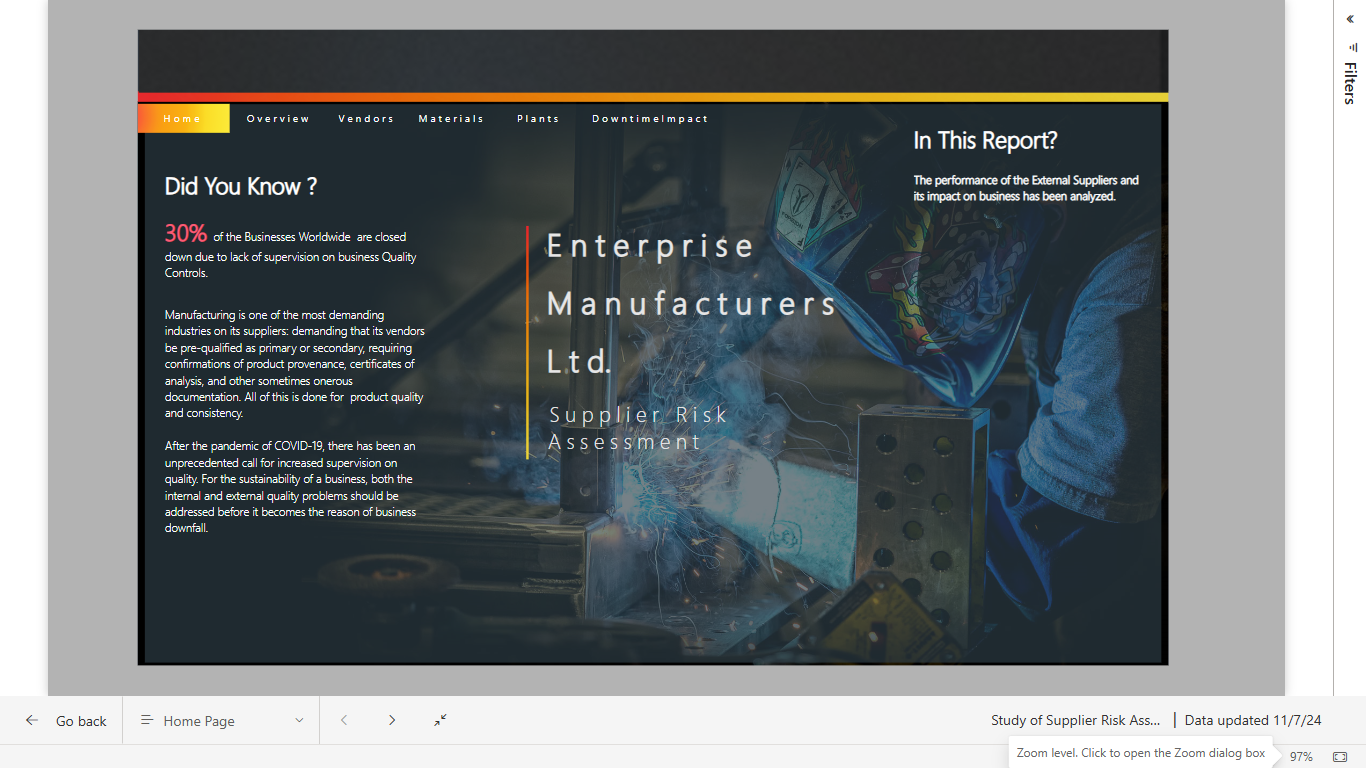 Filters
Home Overview Vendors Materials Plants DowntimeImpact
In This Report?
The performance of the External Suppliers and
its impact on business has been analyzed.
Did You Know ?
30% of the Businesses Worldwide are closed
down due to lack of supervision on business Quality
Controls.
Manufacturing is one of the most demanding
industries on its suppliers: demanding that its vendors
be pre-qualified as primary or secondary, requiring
confirmations of product provenance, certificates of
analysis, and other sometimes onerous
documentation. All of this is done for product quality
and consistency.
After the pandemic of COVID-19, there has been an
unprecedented call for increased supervision on
quality. For the sustainability of a business, both the
internal and external quality problems should be
addressed before it becomes the reason of business
downfall.
Enterprise
Manufacturers
Ltd.
Supplier Risk
Assessment
Go back
Home Page
Study of Supplier Risk Ass... | Data updated 11/7/24
Zoom level. Click to open the Zoom dialog box
97%